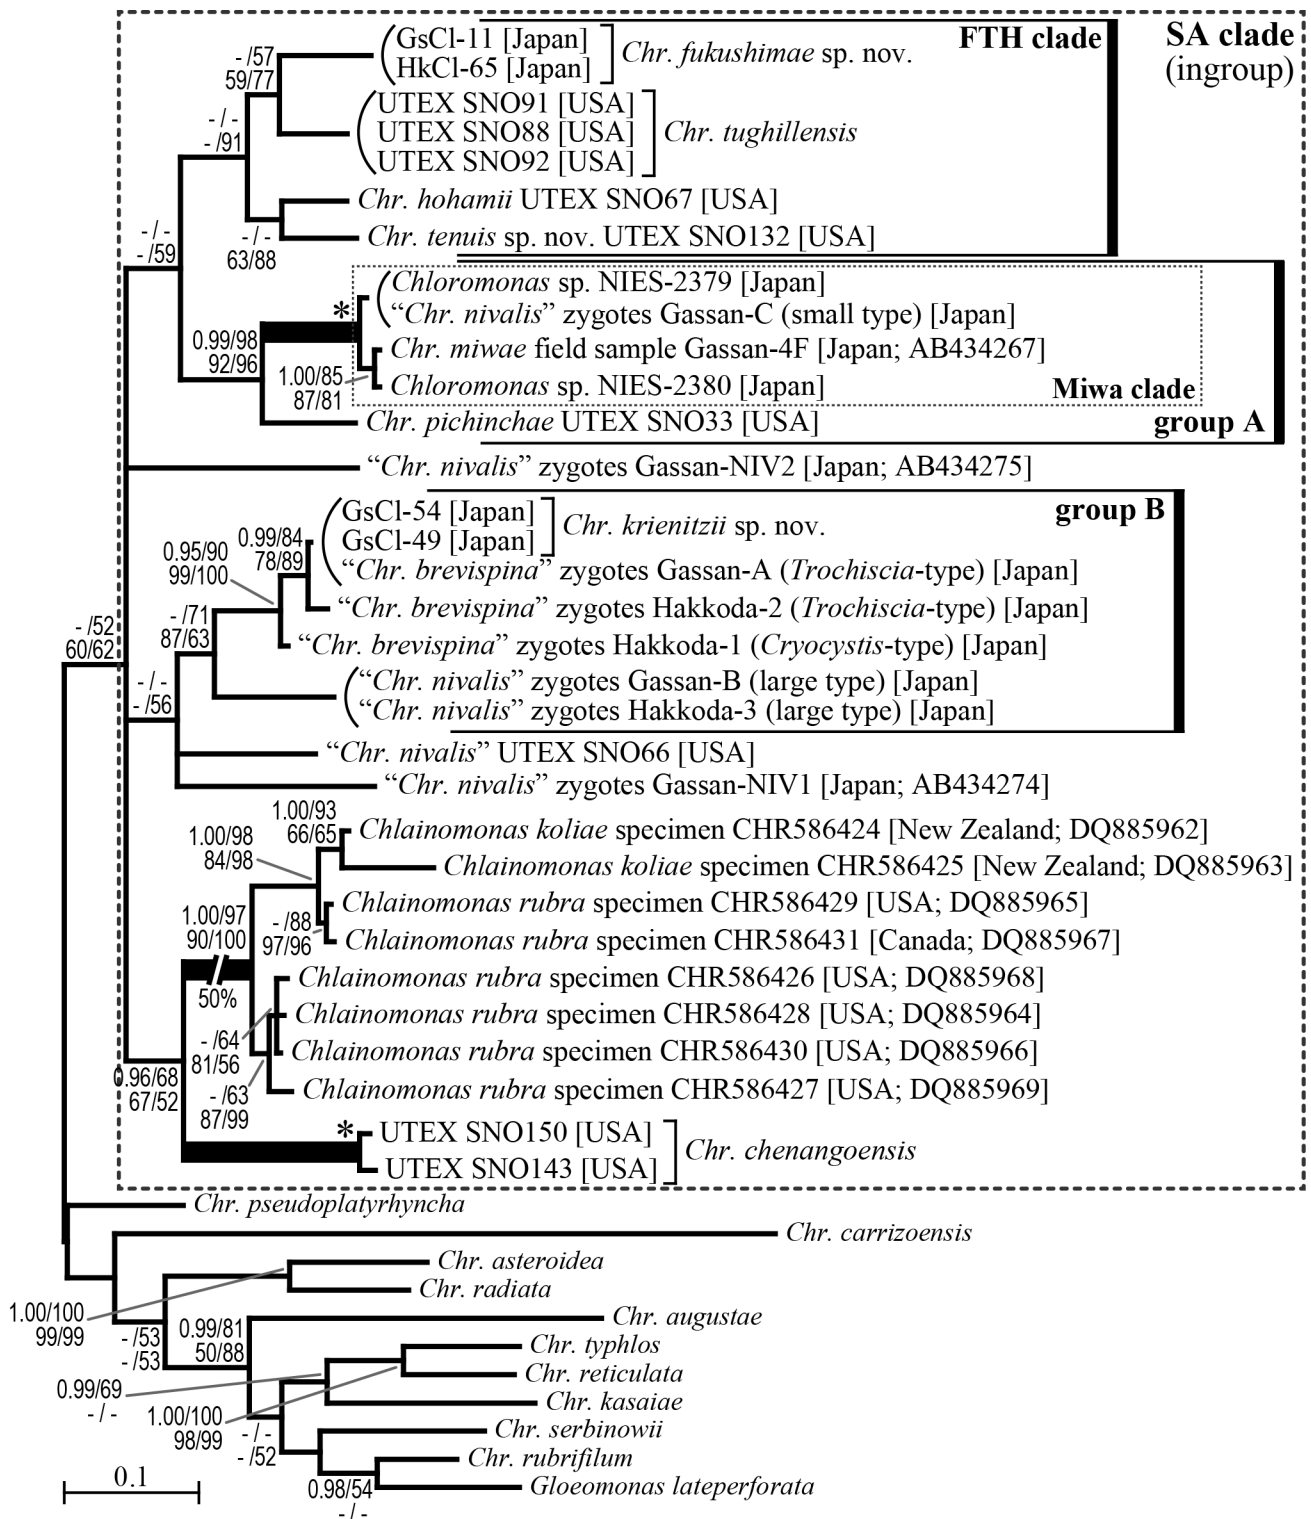 SA clade
(ingroup)
FTH clade
GsCl-11 [Japan]
HkCl-65 [Japan]
Chr. fukushimae sp. nov.
- /57
59/77
UTEX SNO91 [USA]
UTEX SNO88 [USA]
UTEX SNO92 [USA]
Chr. tughillensis
- / -
- /91
Chr. hohamii UTEX SNO67 [USA]
Chr. tenuis sp. nov. UTEX SNO132 [USA]
- / -
63/88
- / -
- /59
Chloromonas sp. NIES-2379 [Japan]
*
“Chr. nivalis” zygotes Gassan-C (small type) [Japan]
Chr. miwae field sample Gassan-4F [Japan; AB434267]
Chloromonas sp. NIES-2380 [Japan]
0.99/98
92/96
1.00/85
87/81
Miwa clade
Chr. pichinchae UTEX SNO33 [USA]
group A
“Chr. nivalis” zygotes Gassan-NIV2 [Japan; AB434275]
group B
GsCl-54 [Japan]
GsCl-49 [Japan]
Chr. krienitzii sp. nov.
0.99/84
78/89
0.95/90
99/100
“Chr. brevispina” zygotes Gassan-A (Trochiscia-type) [Japan]
“Chr. brevispina” zygotes Hakkoda-2 (Trochiscia-type) [Japan]
- /71
87/63
“Chr. brevispina” zygotes Hakkoda-1 (Cryocystis-type) [Japan]
- /52
60/62
“Chr. nivalis” zygotes Gassan-B (large type) [Japan]
“Chr. nivalis” zygotes Hakkoda-3 (large type) [Japan]
- / -
- /56
“Chr. nivalis” UTEX SNO66 [USA]
“Chr. nivalis” zygotes Gassan-NIV1 [Japan; AB434274]
1.00/93
66/65
Chlainomonas koliae specimen CHR586424 [New Zealand; DQ885962]
1.00/98
84/98
Chlainomonas koliae specimen CHR586425 [New Zealand; DQ885963]
Chlainomonas rubra specimen CHR586429 [USA; DQ885965]
1.00/97
90/100
- /88
97/96
Chlainomonas rubra specimen CHR586431 [Canada; DQ885967]
Chlainomonas rubra specimen CHR586426 [USA; DQ885968]
50%
Chlainomonas rubra specimen CHR586428 [USA; DQ885964]
- /64
81/56
Chlainomonas rubra specimen CHR586430 [USA; DQ885966]
0.96/68
67/52
- /63
87/99
Chlainomonas rubra specimen CHR586427 [USA; DQ885969]
*
UTEX SNO150 [USA]
UTEX SNO143 [USA]
Chr. chenangoensis
Chr. pseudoplatyrhyncha
Chr. carrizoensis
Chr. asteroidea
Chr. radiata
1.00/100
99/99
- /53
- /53
0.99/81
50/88
Chr. augustae
Chr. typhlos
Chr. reticulata
0.99/69
- / -
Chr. kasaiae
1.00/100
98/99
- / -
- /52
Chr. serbinowii
Chr. rubrifilum
Gloeomonas lateperforata
0.98/54
- / -
0.1